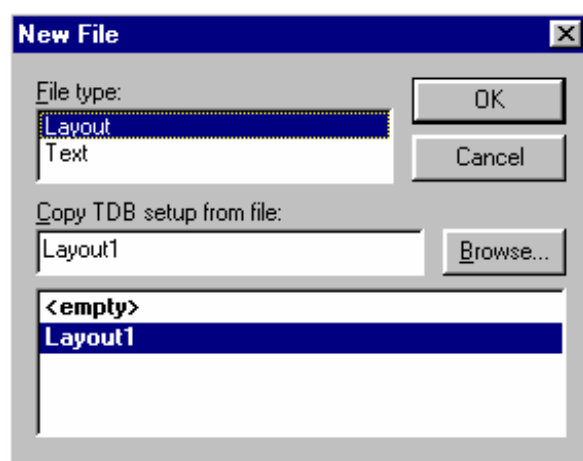 New File
File type:
OK
Layout
Text
Cancel
Copy TDB setup from file:
Layout1
Browse...
<empty>
Layout1